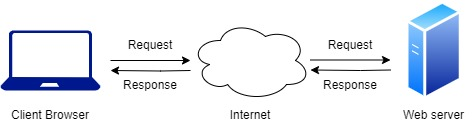 Request
Request
Response
Response
Client Browser
Internet
Web server